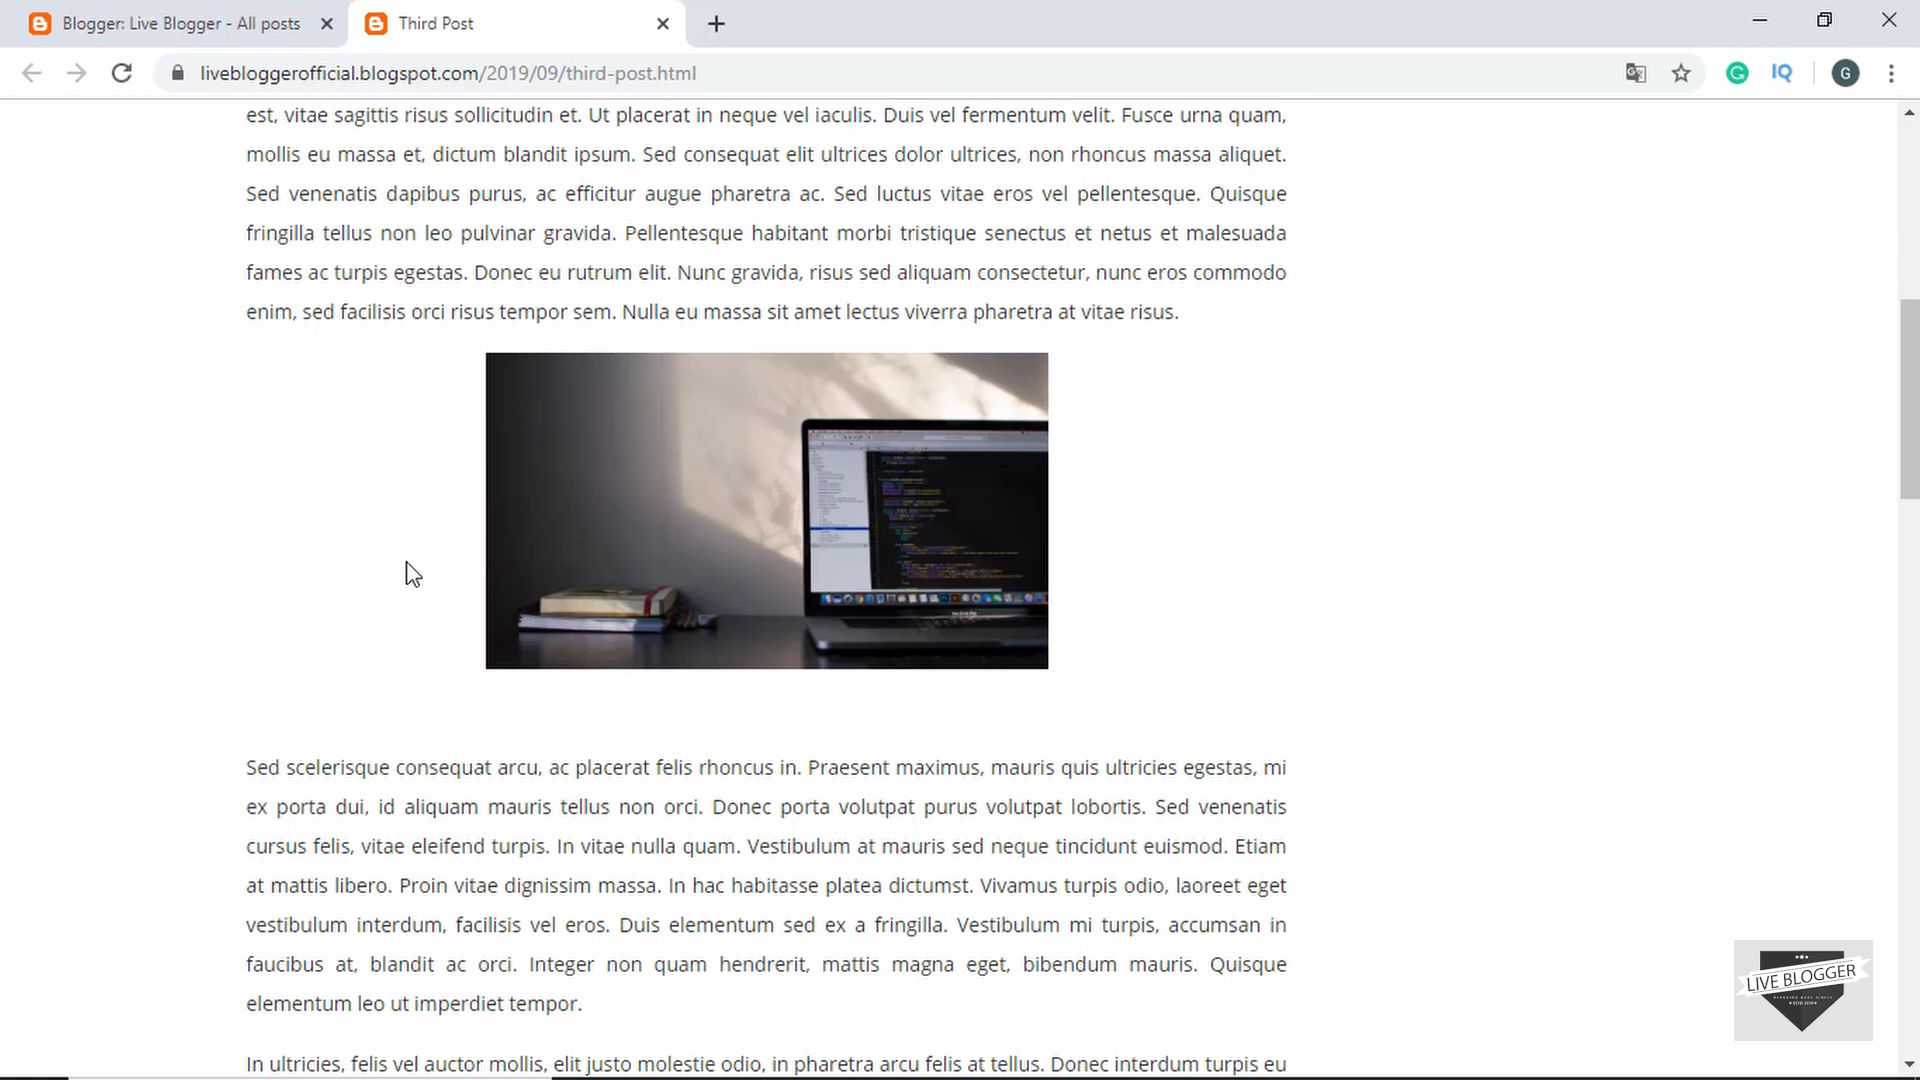 Blogger: Live Blogger - All posts
Third Post
livebloggerofficial.blogspot.com/2019/09/third-post.html
IQ
G
est, vitae sagittis risus sollicitudin et. Ut placerat in neque vel iaculis. Duis vel fermentum velit. Fusce urna quam,
mollis eu massa et, dictum blandit ipsum. Sed consequat elit ultrices dolor ultrices, non rhoncus massa aliquet.
Sed venenatis dapibus purus, ac efficitur augue pharetra ac. Sed luctus vitae eros vel pellentesque. Quisque
fringilla tellus non leo pulvinar gravida. Pellentesque habitant morbi tristique senectus et netus et malesuada
fames ac turpis egestas. Donec eu rutrum elit. Nunc gravida, risus sed aliquam consectetur, nunc eros commodo
enim, sed facilisis orci risus tempor sem. Nulla eu massa sit amet lectus viverra pharetra at vitae risus.
Sed scelerisque consequat arcu, ac placerat felis rhoncus in. Praesent maximus, mauris quis ultricies egestas, mi
ex porta dui, id aliquam mauris tellus non orci. Donec porta volutpat purus volutpat lobortis. Sed venenatis
cursus felis, vitae eleifend turpis. In vitae nulla quam. Vestibulum at mauris sed neque tincidunt euismod. Etiam
at mattis libero. Proin vitae dignissim massa. In hac habitasse platea dictumst. Vivamus turpis odio, laoreet eget
vestibulum interdum, facilisis vel eros. Duis elementum sed ex a fringilla. Vestibulum mi turpis, accumsan in
faucibus at, blandit ac orci. Integer non quam hendrerit, mattis magna eget, bibendum mauris. Quisque
elementum leo ut imperdiet tempor.
In ultricies, felis vel auctor mollis, elit justo molestie odio, in pharetra arcu felis at tellus. Donec interdum turpis eu
LIVE BLOGGER
BLOGGING MADE SIMPLE